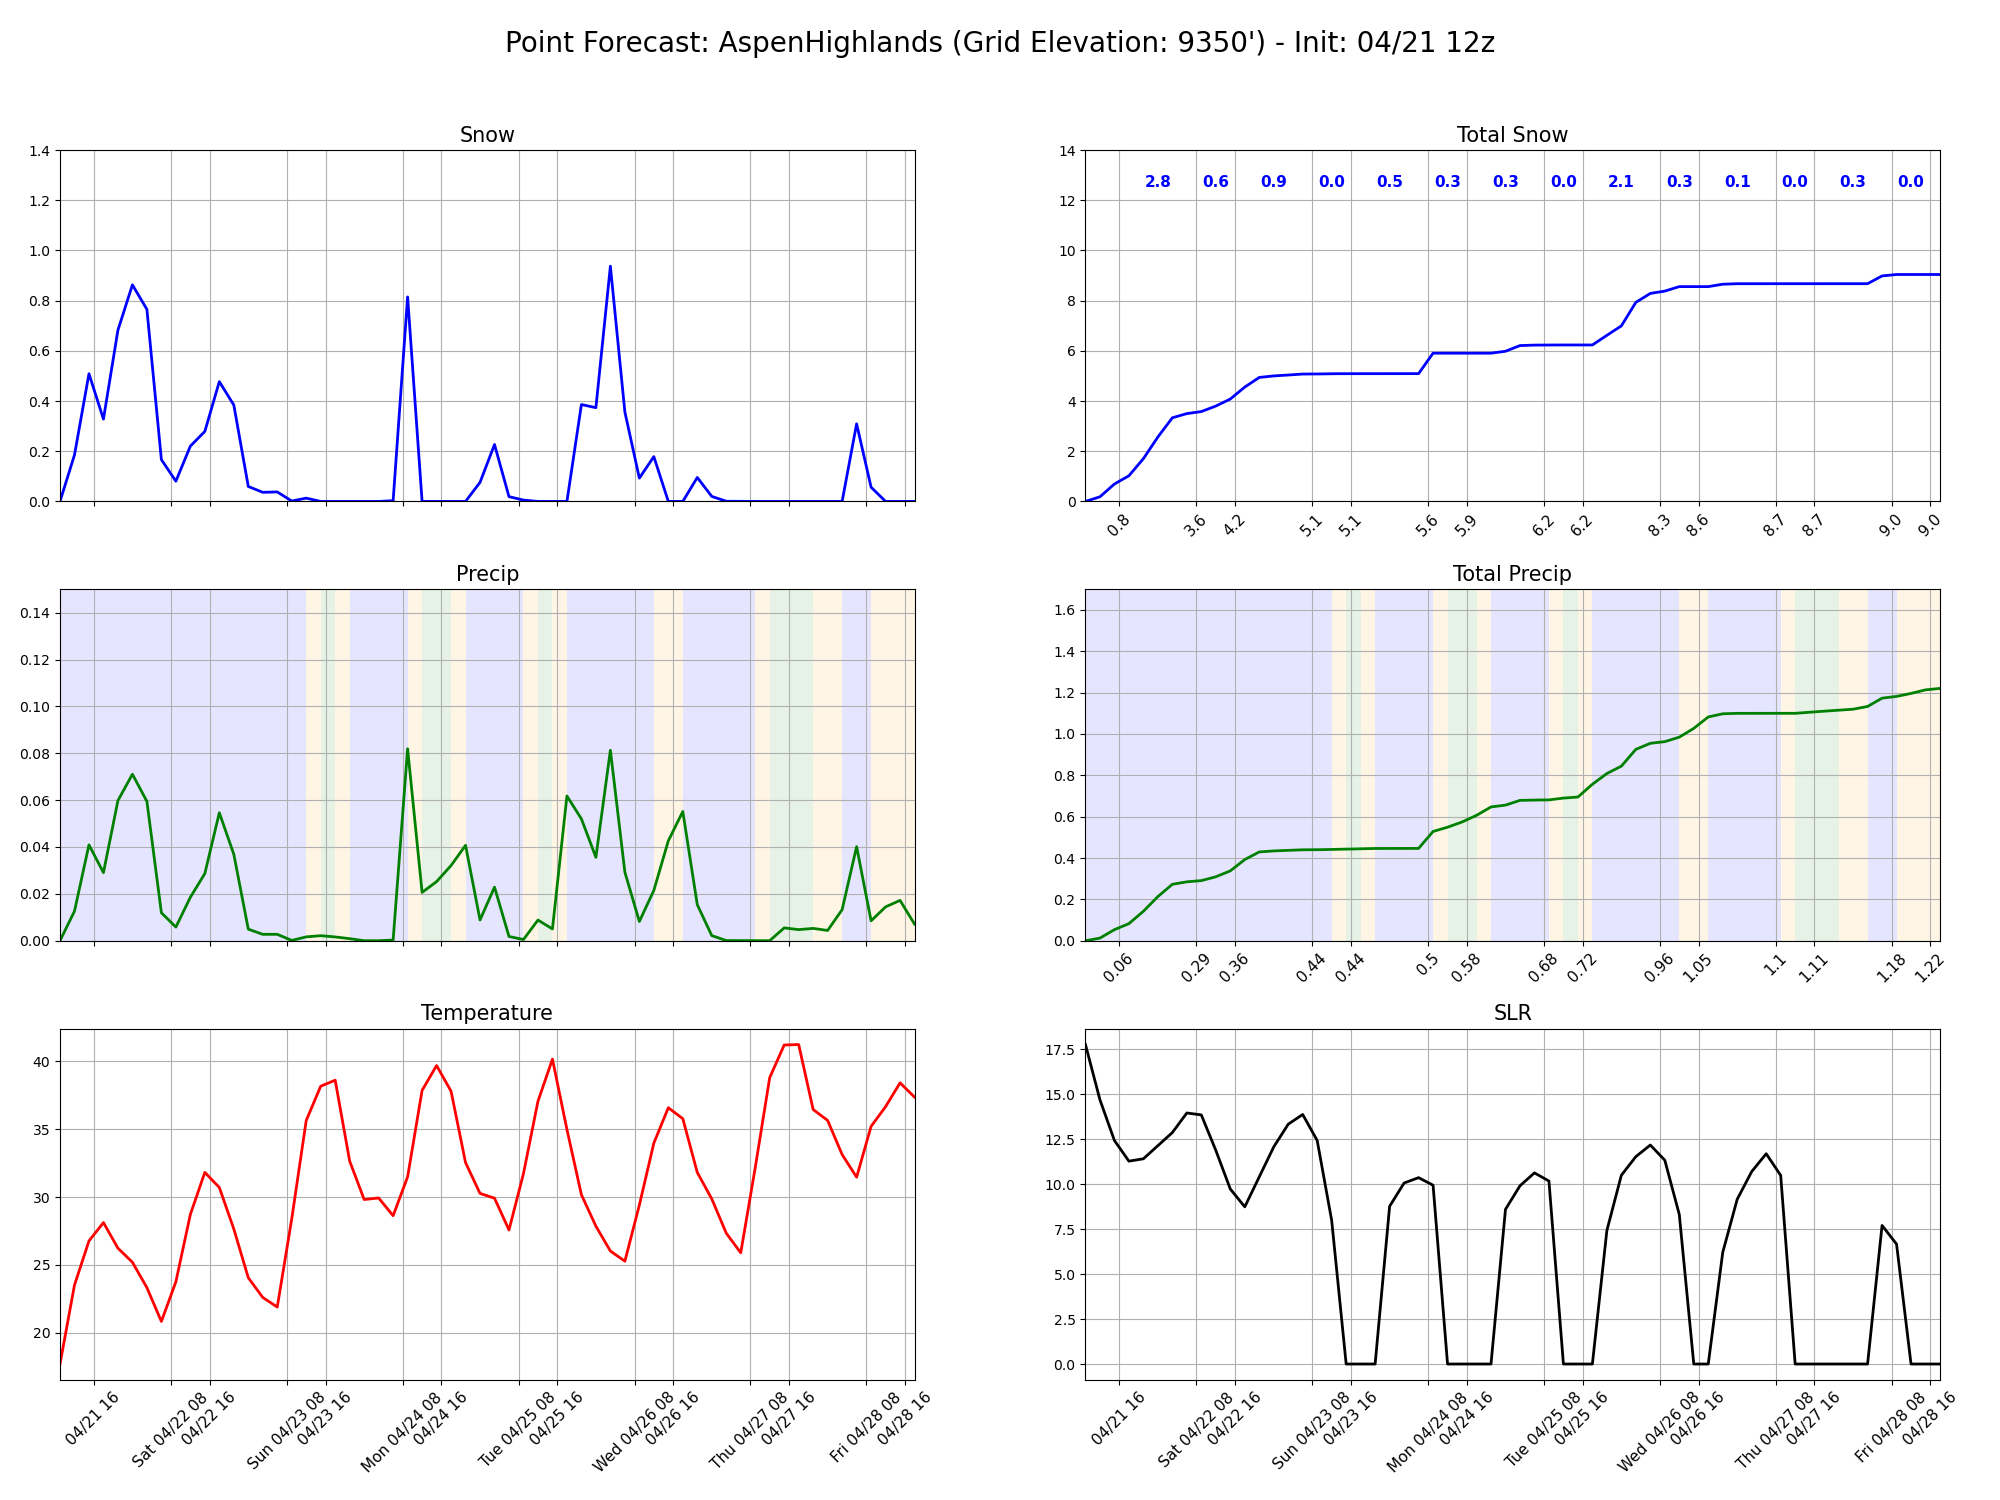 Point Forecast: AspenHighlands (Grid Elevation: 9350') - Init: 04/21 12z
Snow
1.4
1.2
1.0
0.8
0.6
0.4
0.2
0.0
Total Snow
14
12
10
8
6
4
2
0
2.8 0.6 0.9 0.0 0.5 0.3 0.3 0.0 2.1 0.3 0.1 0.0 0.3 0.0
0.8 3.6 4.2 5.1 5.1 5.6 5.9 6.2 6.2 8.3 8.6 8.7 8.7 9.0 9.0
Precip
0.14
0.12
0.10
0.08
0.06
0.04
0.02
0.00
Total Precip
1.6
1.4
1.2
1.0
0.8
0.6
0.4
0.2
0.0
0.06 0.29 0.36 0.44 0.44 0.5 0.58 0.68 0.72 0.96 1.05 1.1 1.11 1.18 1.22
Temperature
40
35
30
25
20
04/21 16
Sat 04/22 08
04/22 16
Sun 04/23 08
04/23 16
Mon 04/24 08
04/24 16
Tue 04/25 08
04/25 16
Wed 04/26 08
04/26 16
Thu 04/27 08
04/27 16
Fri 04/28 08
04/28 16
SLR
17.5
15.0
12.5
10.0
7.5
5.0
2.5
0.0
04/21 16
Sat 04/22 08
04/22 16
Sun 04/23 08
04/23 16
Mon 04/24 08
04/24 16
Tue 04/25 08
04/25 16
Wed 04/26 08
04/26 16
Thu 04/27 08
04/27 16
Fri 04/28 08
04/28 16